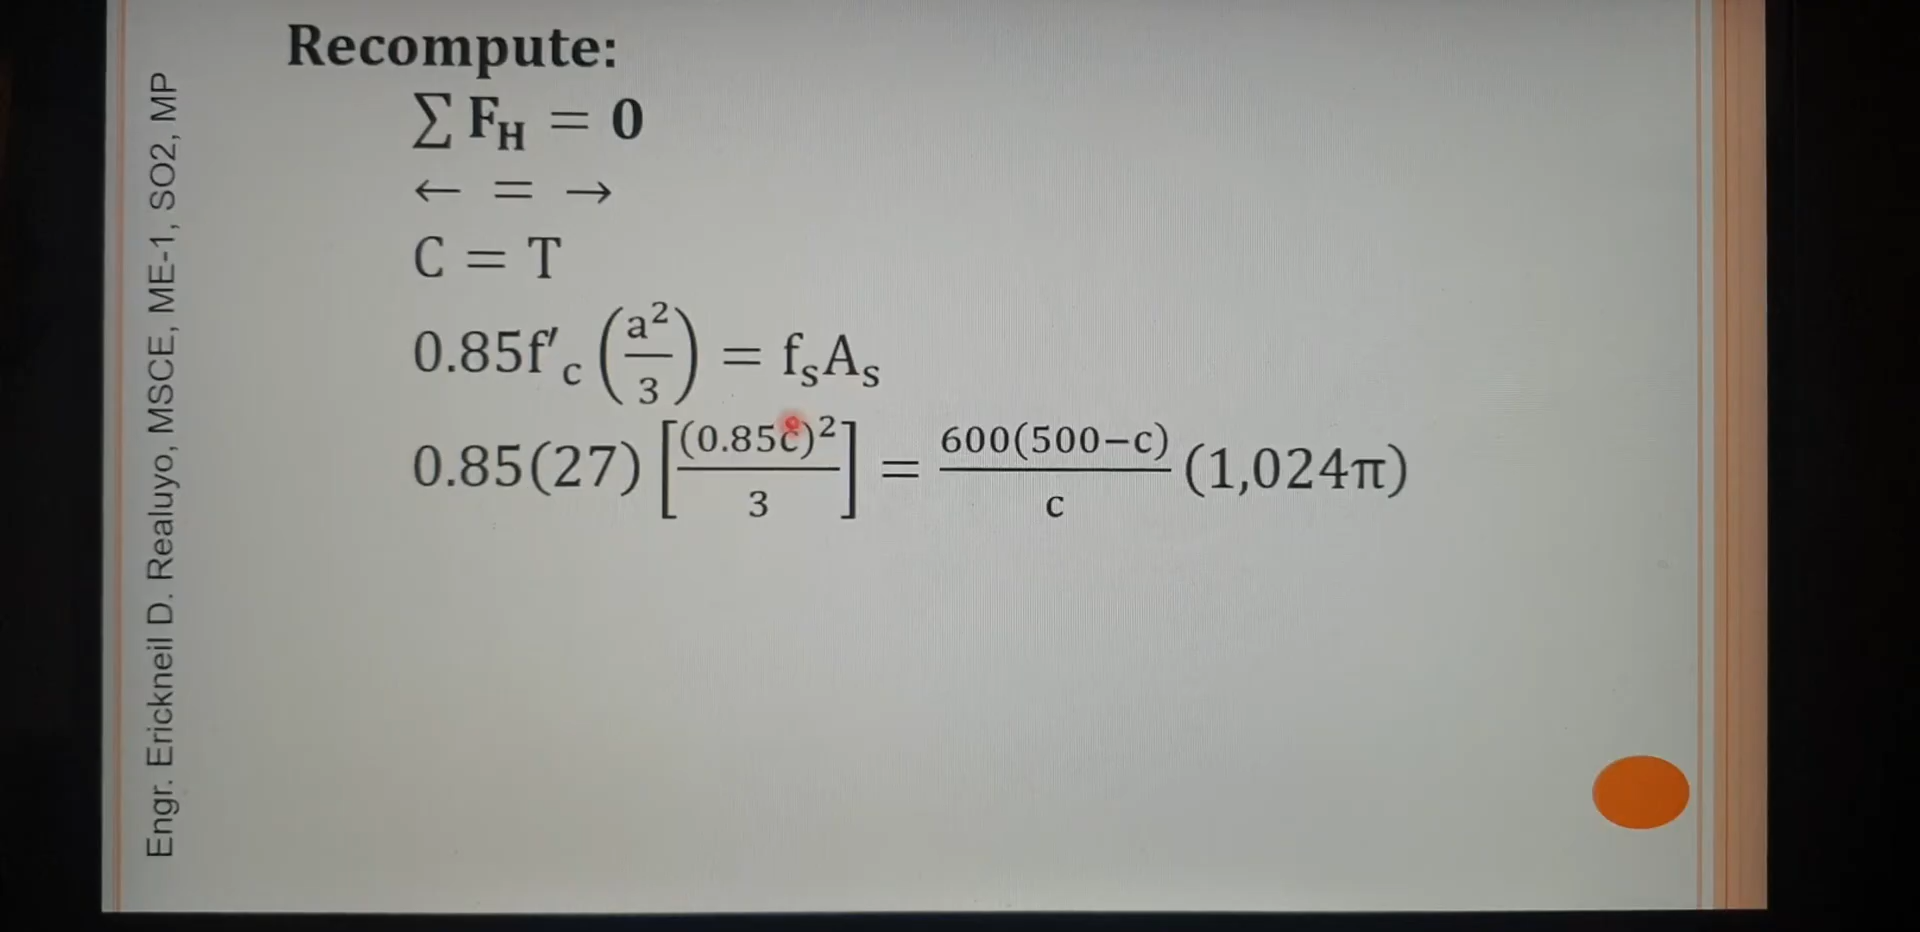 Recompute:
∑ F_H = 0
← = →
C = T
0.85f'_c (a²/3) = f_sA_s
0.85(27) [(0.85c)²/3] = 600(500−c)/c (1,024π)
Engr. Erickneil D. Realuyo, MSCE, ME-1, SO2, MP